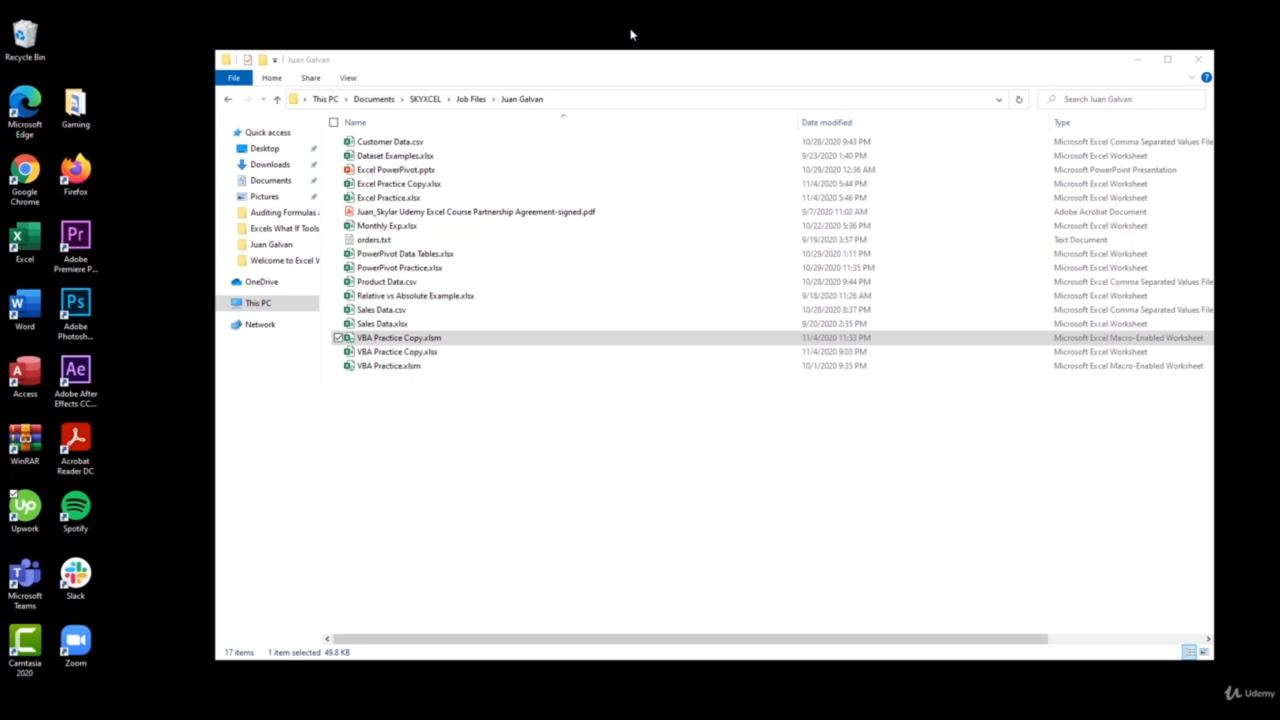 Recycle Bin
Microsoft Edge
Gaming
Google Chrome
Firefox
Excel
Adobe Premiere P...
Word
Adobe Photosh...
Access
Adobe After Effects CC...
WinRAR
Acrobat Reader DC
Upwork
Spotify
Microsoft Teams
Slack
Camtasia 2020
Zoom
Juan Galvan
File Home Share View
This PC > Documents > SKYXCEL > Job Files > Juan Galvan
Search Juan Galvan
Quick access
Desktop
Downloads
Documents
Pictures
Auditing Formulas
Excels What If Tools
Juan Galvan
Welcome to Excel V
OneDrive
This PC
Network
Name Date modified Type
Customer Data.csv 10/28/2020 9:43 PM Microsoft Excel Comma Separated Values File
Dataset Examples.xlsx 9/23/2020 1:40 PM Microsoft Excel Worksheet
Excel PowerPivot.pptx 10/29/2020 12:36 AM Microsoft PowerPoint Presentation
Excel Practice Copy.xlsx 11/4/2020 5:44 PM Microsoft Excel Worksheet
Excel Practice.xlsx 11/4/2020 5:46 PM Microsoft Excel Worksheet
Juan_Skylar Udemy Excel Course Partnership Agreement-signed.pdf 9/7/2020 11:02 AM Adobe Acrobat Document
Monthly Exp.xlsx 10/22/2020 5:36 PM Microsoft Excel Worksheet
orders.txt 9/19/2020 3:57 PM Text Document
PowerPivot Data Tables.xlsx 10/29/2020 1:11 PM Microsoft Excel Worksheet
PowerPivot Practice.xlsx 10/29/2020 11:35 PM Microsoft Excel Worksheet
Product Data.csv 10/28/2020 9:44 PM Microsoft Excel Comma Separated Values File
Relative vs Absolute Example.xlsx 9/18/2020 11:26 AM Microsoft Excel Worksheet
Sales Data.csv 10/28/2020 8:37 PM Microsoft Excel Comma Separated Values File
Sales Data.xlsx 9/20/2020 2:35 PM Microsoft Excel Worksheet
VBA Practice Copy.xlsm 11/4/2020 11:33 PM Microsoft Excel Macro-Enabled Worksheet
VBA Practice Copy.xlsx 11/4/2020 9:03 PM Microsoft Excel Worksheet
VBA Practice.xlsm 10/1/2020 9:35 PM Microsoft Excel Macro-Enabled Worksheet
17 items 1 item selected 49.8 KB
Udemy